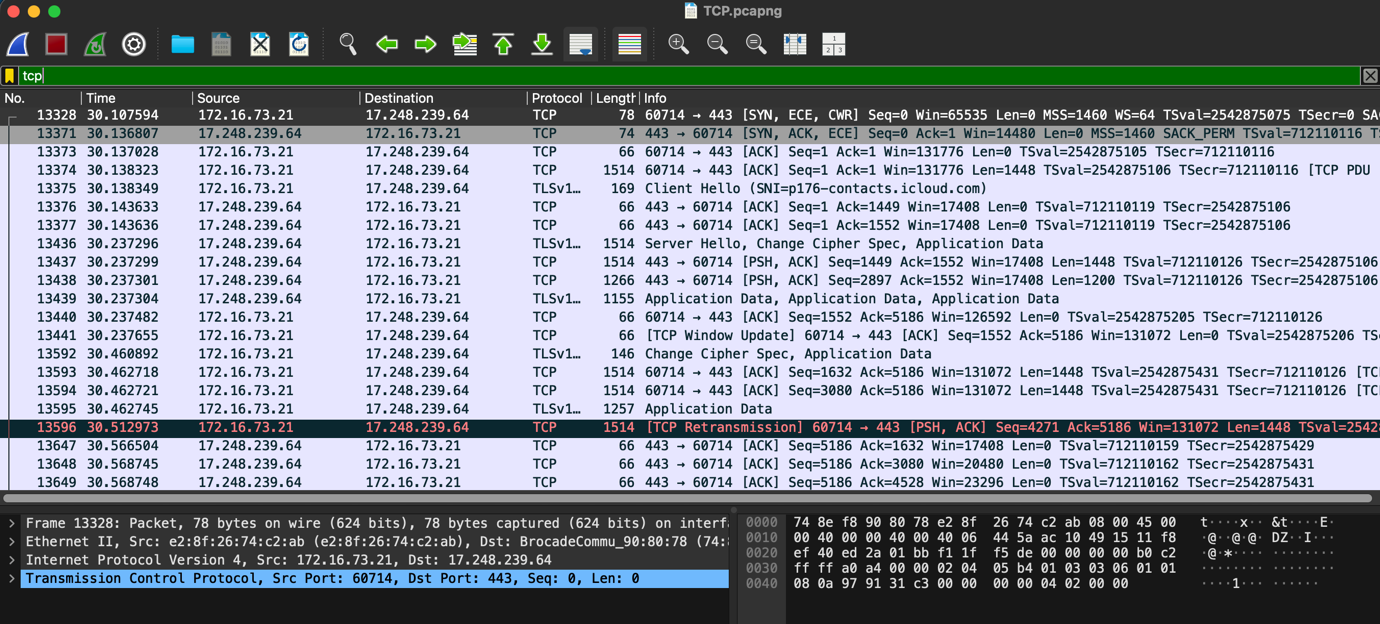 TCP.pcapng
tcp
No. Time Source Destination Protocol Length Info
13328 30.107594 172.16.73.21 17.248.239.64 TCP 78 60714 → 443 [SYN, ECE, CWR] Seq=0 Win=65535 Len=0 MSS=1460 WS=64 TSval=2542875075 TSecr=0 SAC
13371 30.136807 17.248.239.64 172.16.73.21 TCP 74 443 → 60714 [SYN, ACK, ECE] Seq=0 Ack=1 Win=14480 Len=0 MSS=1460 SACK_PERM TSval=712110116 TS
13373 30.137028 172.16.73.21 17.248.239.64 TCP 66 60714 → 443 [ACK] Seq=1 Ack=1 Win=131776 Len=0 TSval=2542875105 TSecr=712110116
13374 30.138323 172.16.73.21 17.248.239.64 TCP 1514 60714 → 443 [ACK] Seq=1 Ack=1 Win=131776 Len=1448 TSval=2542875106 TSecr=712110116 [TCP PDU
13375 30.138349 172.16.73.21 17.248.239.64 TLSv1… 169 Client Hello (SNI=p176-contacts.icloud.com)
13376 30.143633 17.248.239.64 172.16.73.21 TCP 66 443 → 60714 [ACK] Seq=1 Ack=1449 Win=17408 Len=0 TSval=712110119 TSecr=2542875106
13377 30.143636 17.248.239.64 172.16.73.21 TCP 66 443 → 60714 [ACK] Seq=1 Ack=1552 Win=17408 Len=0 TSval=712110119 TSecr=2542875106
13436 30.237296 17.248.239.64 172.16.73.21 TLSv1… 1514 Server Hello, Change Cipher Spec, Application Data
13437 30.237299 17.248.239.64 172.16.73.21 TCP 1514 443 → 60714 [PSH, ACK] Seq=1449 Ack=1552 Win=17408 Len=1448 TSval=712110126 TSecr=2542875106
13438 30.237301 17.248.239.64 172.16.73.21 TCP 1266 443 → 60714 [PSH, ACK] Seq=2897 Ack=1552 Win=17408 Len=1200 TSval=712110126 TSecr=2542875106
13439 30.237304 17.248.239.64 172.16.73.21 TLSv1… 1155 Application Data, Application Data, Application Data
13440 30.237482 172.16.73.21 17.248.239.64 TCP 66 60714 → 443 [ACK] Seq=1552 Ack=5186 Win=126592 Len=0 TSval=2542875205 TSecr=712110126
13441 30.237655 172.16.73.21 17.248.239.64 TCP 66 [TCP Window Update] 60714 → 443 [ACK] Seq=1552 Ack=5186 Win=131072 Len=0 TSval=2542875206 TS
13592 30.460892 172.16.73.21 17.248.239.64 TLSv1… 146 Change Cipher Spec, Application Data
13593 30.462718 172.16.73.21 17.248.239.64 TCP 1514 60714 → 443 [ACK] Seq=1632 Ack=5186 Win=131072 Len=1448 TSval=2542875431 TSecr=712110126 [TC
13594 30.462721 172.16.73.21 17.248.239.64 TCP 1514 60714 → 443 [ACK] Seq=3080 Ack=5186 Win=131072 Len=1448 TSval=2542875431 TSecr=712110126 [TC
13595 30.462745 172.16.73.21 17.248.239.64 TLSv1… 1257 Application Data
13596 30.512973 172.16.73.21 17.248.239.64 TCP 1514 [TCP Retransmission] 60714 → 443 [PSH, ACK] Seq=4271 Ack=5186 Win=131072 Len=1448 TSval=2542
13647 30.566504 17.248.239.64 172.16.73.21 TCP 66 443 → 60714 [ACK] Seq=5186 Ack=1632 Win=17408 Len=0 TSval=712110159 TSecr=2542875429
13648 30.568745 17.248.239.64 172.16.73.21 TCP 66 443 → 60714 [ACK] Seq=5186 Ack=3080 Win=20480 Len=0 TSval=712110162 TSecr=2542875431
13649 30.568748 17.248.239.64 172.16.73.21 TCP 66 443 → 60714 [ACK] Seq=5186 Ack=4528 Win=23296 Len=0 TSval=712110162 TSecr=2542875431
Frame 13328: Packet, 78 bytes on wire (624 bits), 78 bytes captured (624 bits) on interfa
Ethernet II, Src: e2:8f:26:74:c2:ab (e2:8f:26:74:c2:ab), Dst: BrocadeCommu_90:80:78 (74:8
Internet Protocol Version 4, Src: 172.16.73.21, Dst: 17.248.239.64
Transmission Control Protocol, Src Port: 60714, Dst Port: 443, Seq: 0, Len: 0
0000 74 8e f8 90 80 78 e2 8f 26 74 c2 ab 08 00 45 00 t····x·· &t····E·
0010 00 40 00 00 40 00 40 06 44 5a ac 10 49 15 11 f8 ·@··@·@· DZ··I···
0020 ef 40 ed 2a 01 bb f1 1f f5 de 00 00 00 00 b0 c2 ·@·*···· ········
0030 ff ff a0 a4 00 00 02 04 05 b4 01 03 03 06 01 01 ········ ········
0040 08 0a 97 91 31 c3 00 00 00 00 04 02 00 00 ····1··· ······